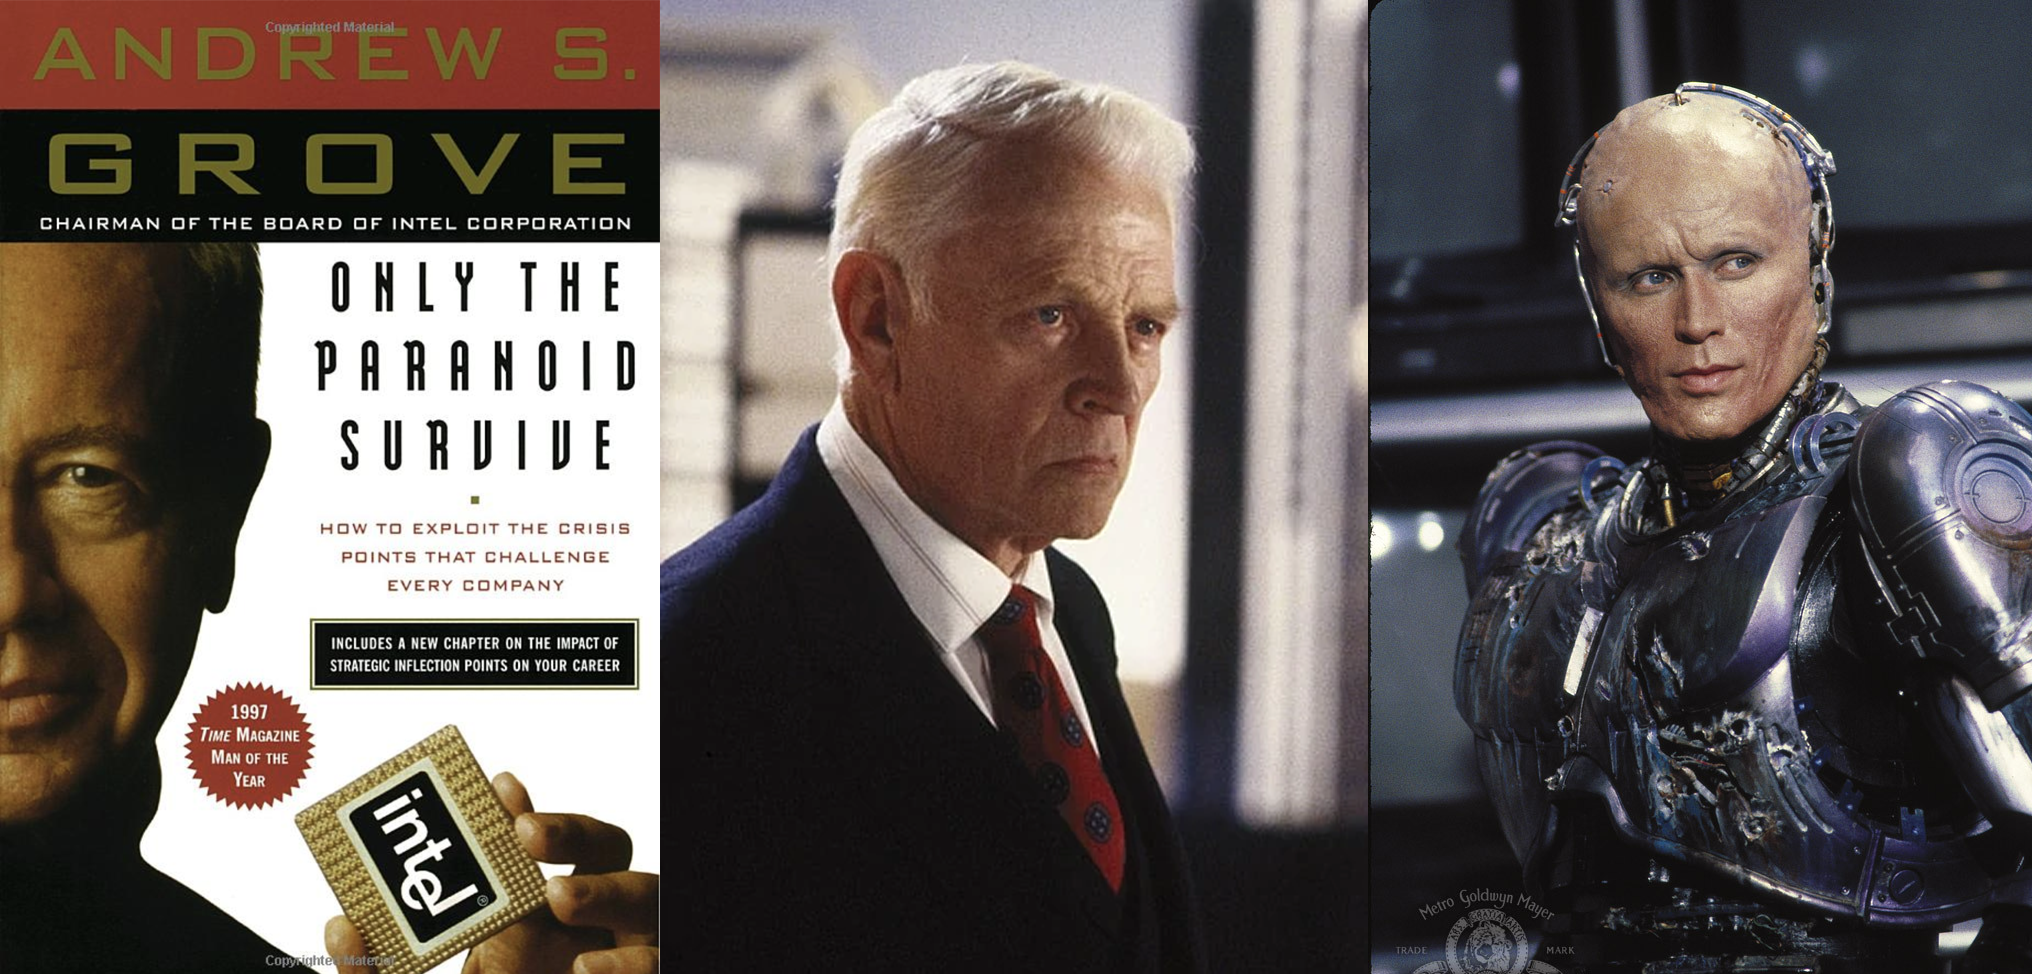 Copyrighted Material
ANDREW S.
GROVE
CHAIRMAN OF THE BOARD OF INTEL CORPORATION
ONLY THE
PARANOID
SURVIVE
HOW TO EXPLOIT THE CRISIS
POINTS THAT CHALLENGE
EVERY COMPANY
INCLUDES A NEW CHAPTER ON THE IMPACT OF
STRATEGIC INFLECTION POINTS ON YOUR CAREER
1997
TIME MAGAZINE
MAN OF THE
YEAR
intel®
Copyrighted Material
Metro Goldwyn Mayer
TRADE MARK